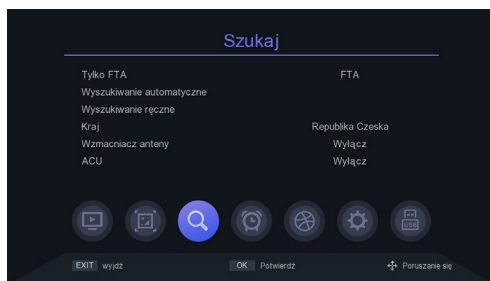 Szukaj
Tylko FTA FTA
Wyszukiwanie automatyczne
Wyszukiwanie ręczne
Kraj Republika Czeska
Wzmacniacz anteny Wyłącz
ACU Wyłącz
USB
EXIT wyjdź OK Potwierdź Poruszanie się